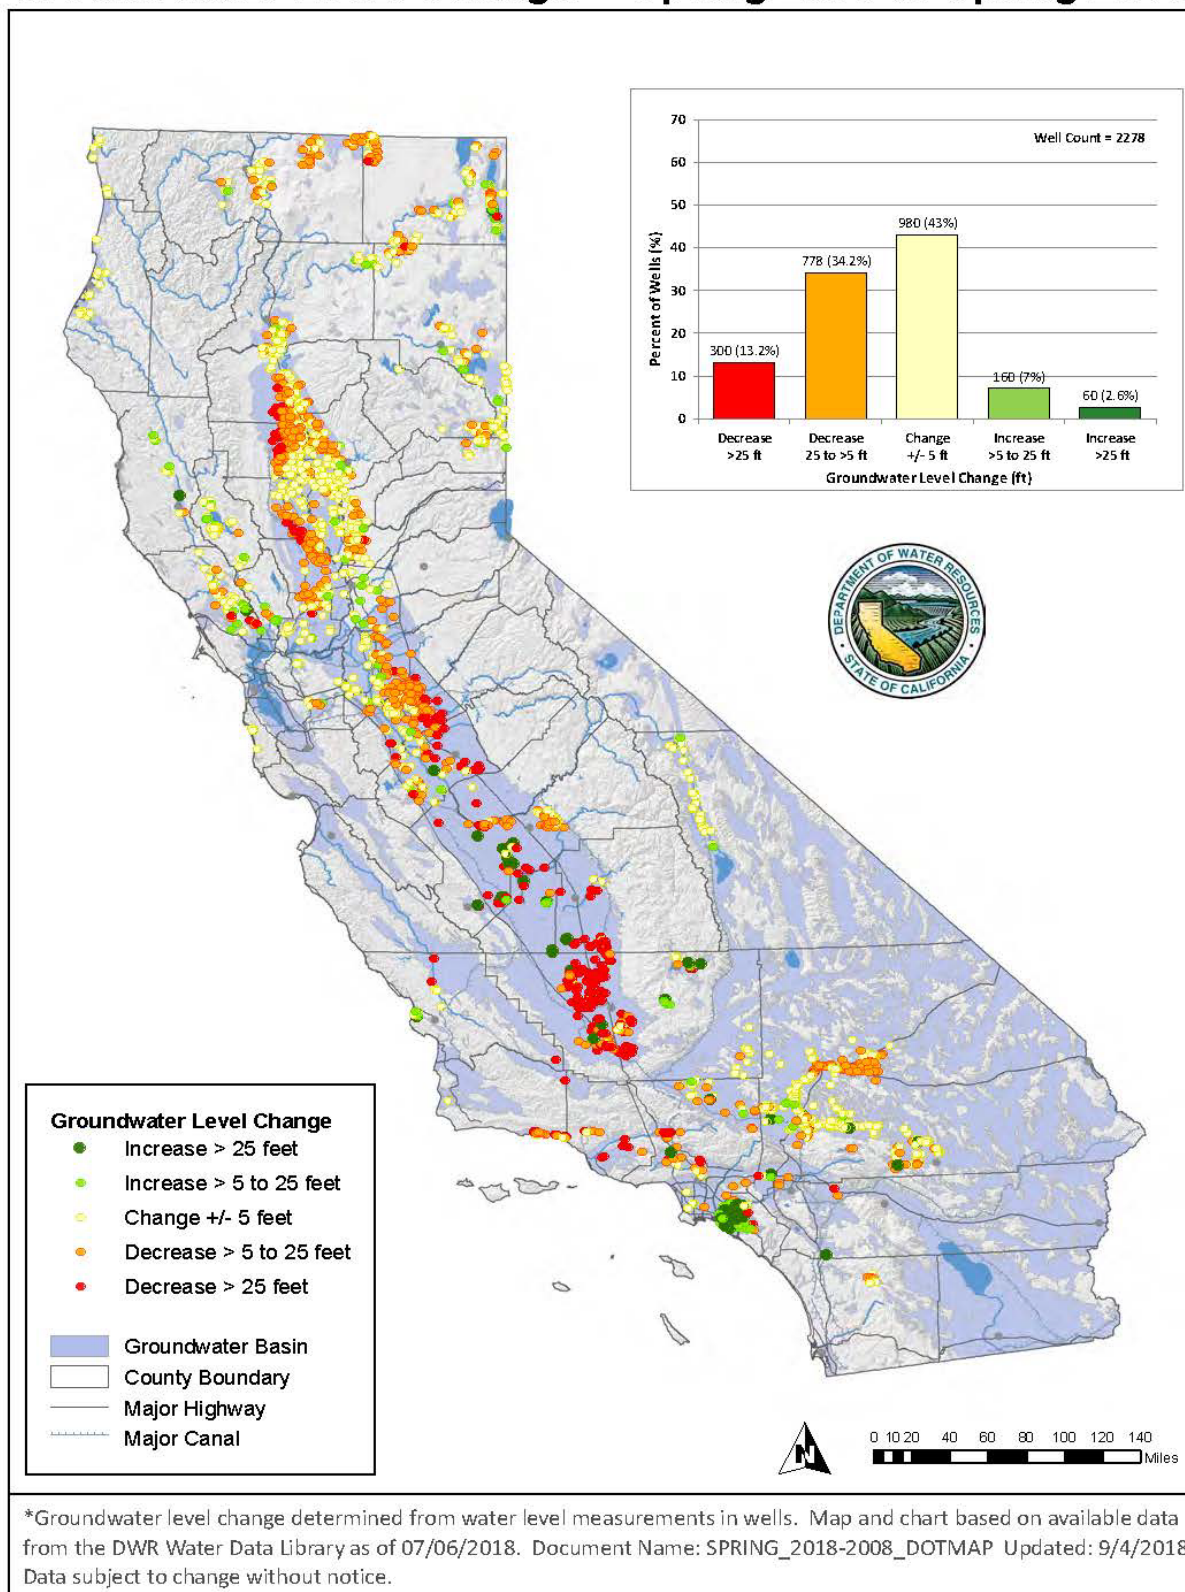 70
Well Count = 2278
60
50
980 (43%)
40
778 (34.2%)
30
20
300 (13.2%)
160 (7%)
10
60 (2.6%)
0
Percent of Wells (%)
Decrease
>25 ft
Decrease
25 to >5 ft
Change
+/- 5 ft
Increase
>5 to 25 ft
Increase
>25 ft
Groundwater Level Change (ft)
DEPARTMENT OF WATER RESOURCES
STATE OF CALIFORNIA
Groundwater Level Change
Increase > 25 feet
Increase > 5 to 25 feet
Change +/- 5 feet
Decrease > 5 to 25 feet
Decrease > 25 feet
Groundwater Basin
County Boundary
Major Highway
Major Canal
N
0 10 20 40 60 80 100 120 140
Miles
*Groundwater level change determined from water level measurements in wells. Map and chart based on available data
from the DWR Water Data Library as of 07/06/2018. Document Name: SPRING_2018-2008_DOTMAP Updated: 9/4/2018
Data subject to change without notice.